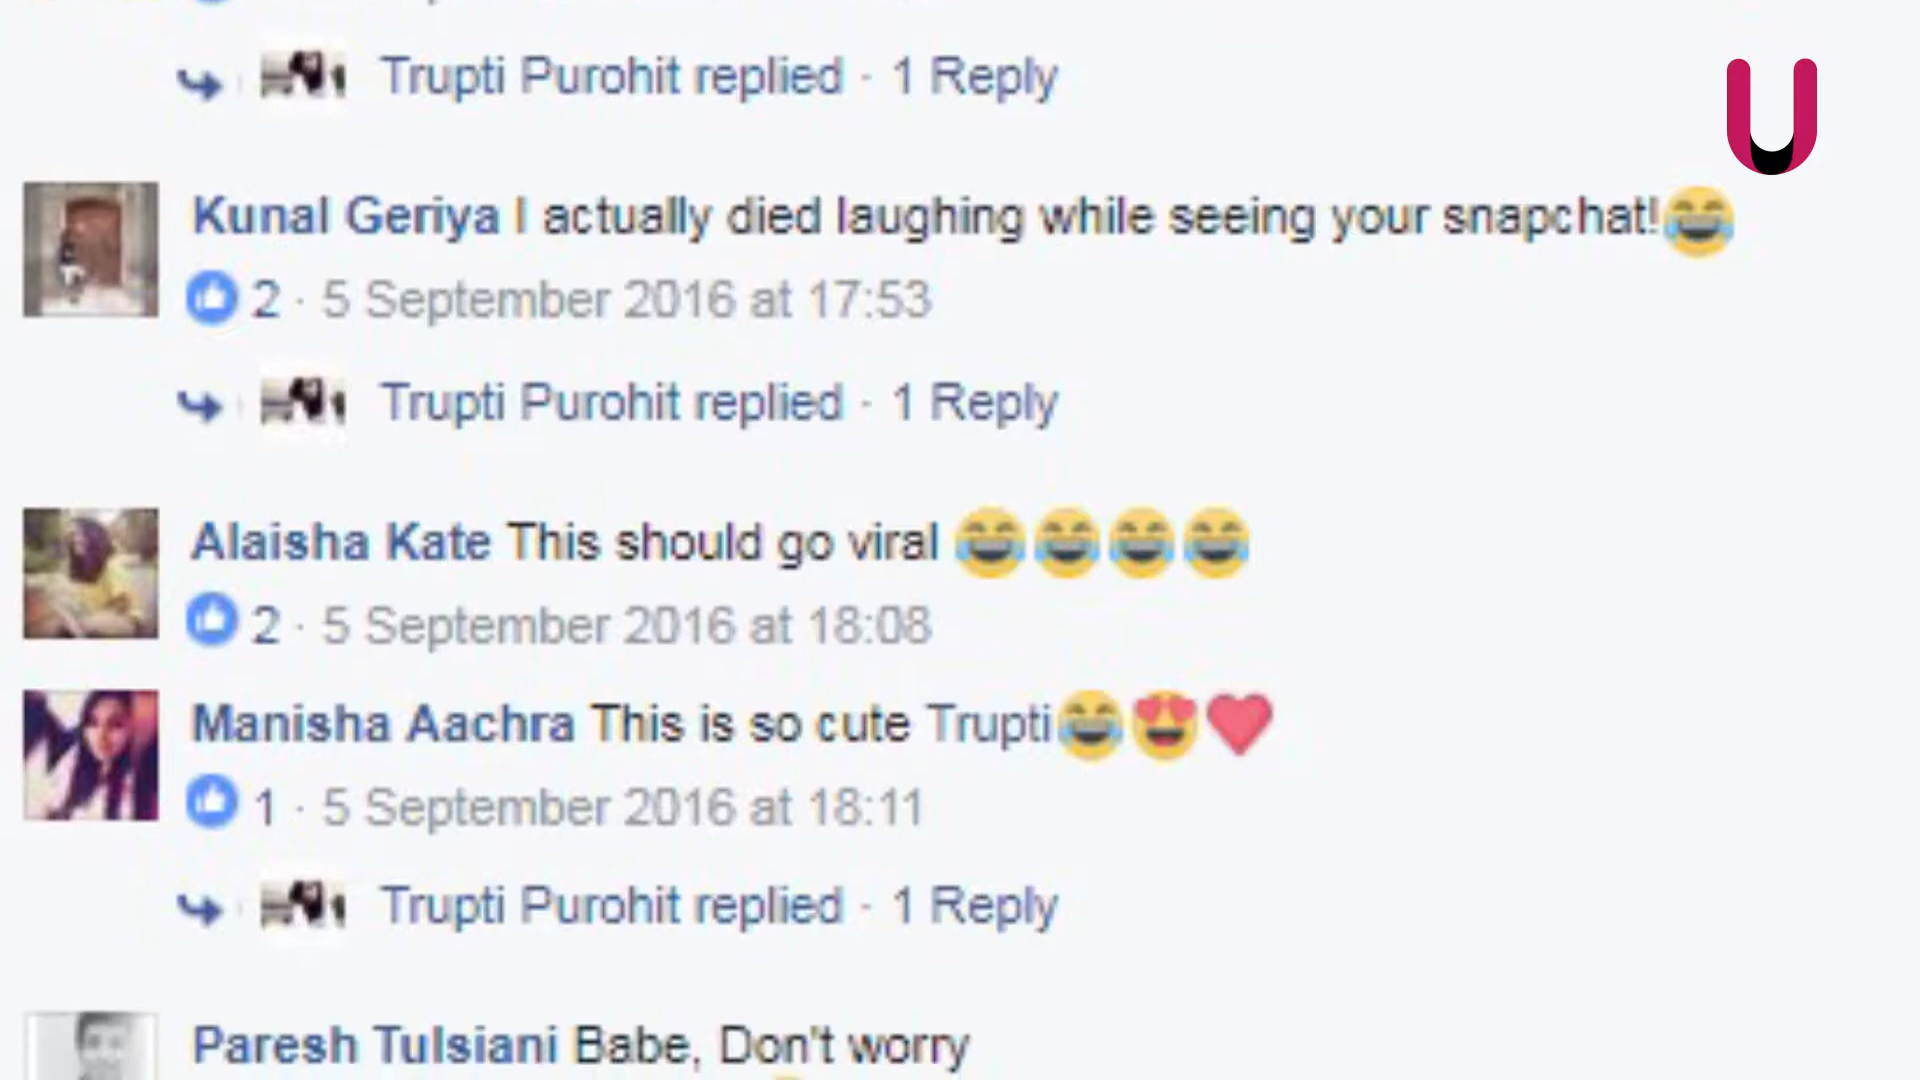 Trupti Purohit replied · 1 Reply
Kunal Geriya I actually died laughing while seeing your snapchat!😂
2 · 5 September 2016 at 17:53
Trupti Purohit replied · 1 Reply
Alaisha Kate This should go viral 😂😂😂😂
2 · 5 September 2016 at 18:08
Manisha Aachra This is so cute Trupti😂😍❤
1 · 5 September 2016 at 18:11
Trupti Purohit replied · 1 Reply
Paresh Tulsiani Babe, Don't worry